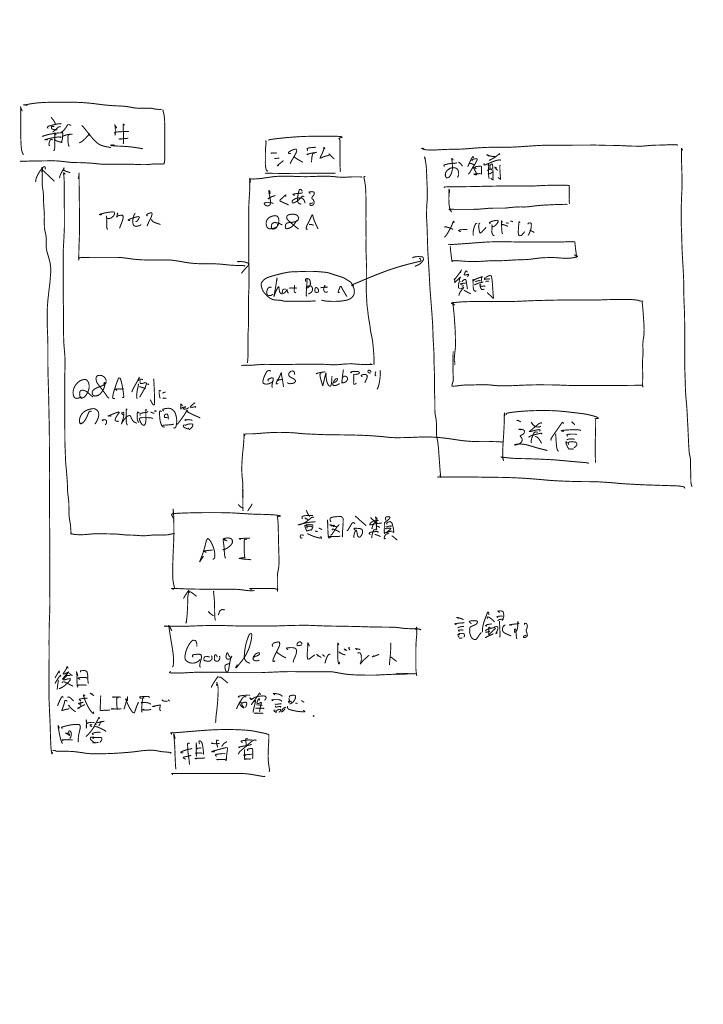 新入生
アクセス
システム
よくある
Q&A
chat Bot へ
GAS Webアプリ
お名前
メールアドレス
質問
送信
Q&A例に
のってれば回答
API
意図分類
Google スプレッドシート
記録する
後日
公式LINEで
回答
確認
担当者